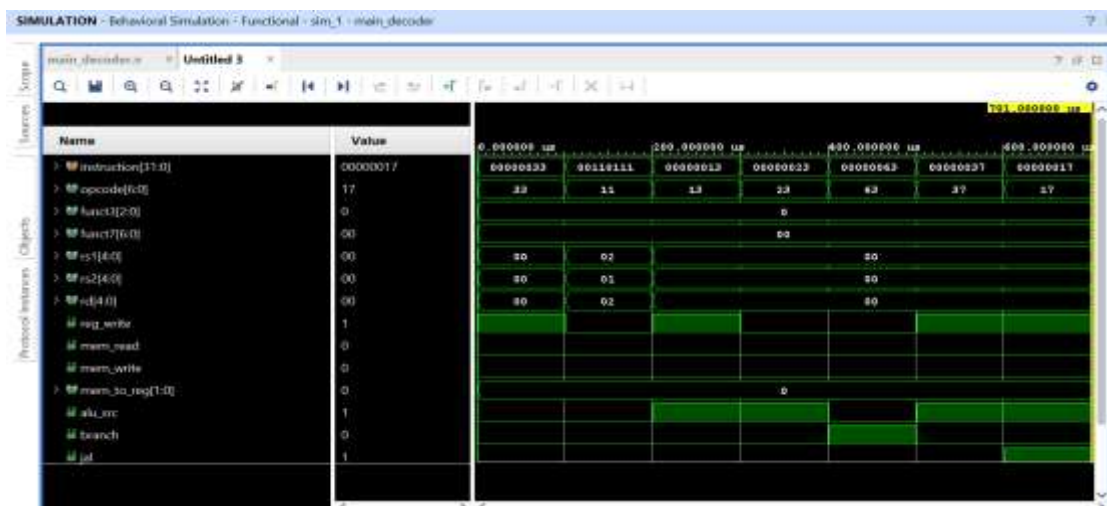 SIMULATION - Behavioral Simulation - Functional - sim_1 - main_decoder ?
main_decoder.v × Untitled 3 ×
Scope
Sources
Objects
Protocol Instances
701.000000 us
Name Value
0.000000 us 200.000000 us 400.000000 us 600.000000 us
instruction[31:0] 00000017 00000033 00110111 00000013 00000023 00000063 00000037 00000017
opcode[6:0] 17 33 11 13 23 63 37 17
funct3[2:0] 0 0
funct7[6:0] 00 00
rs1[4:0] 00 00 02 00
rs2[4:0] 00 00 01 00
rd[4:0] 00 00 02 00
reg_write 1
mem_read 0
mem_write 0
mem_to_reg[1:0] 0 0
alu_src 1
branch 0
jal 1